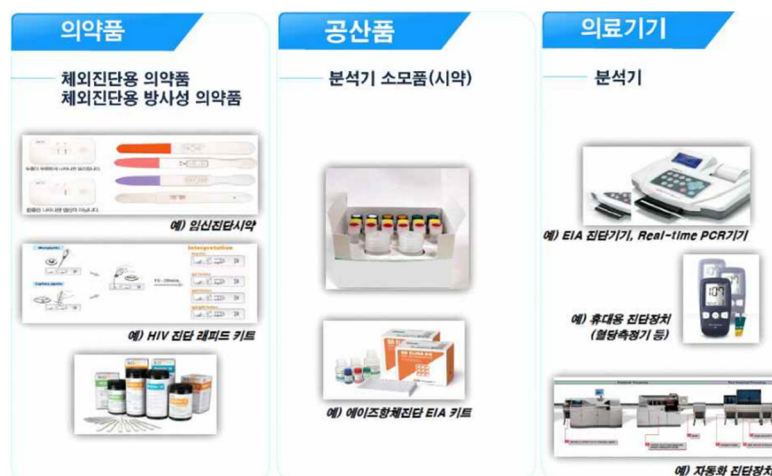 의약품
체외진단용 의약품
체외진단용 방사성 의약품
예) 임신진단시약
Interpretation
예) HIV 진단 래피드 키트
공산품
분석기 소모품(시약)
예) 에이즈항체진단 EIA 키트
의료기기
분석기
예) EIA 진단기기, Real-time PCR기기
예) 휴대용 진단장치
(혈당측정기 등)
예) 자동화 진단장치